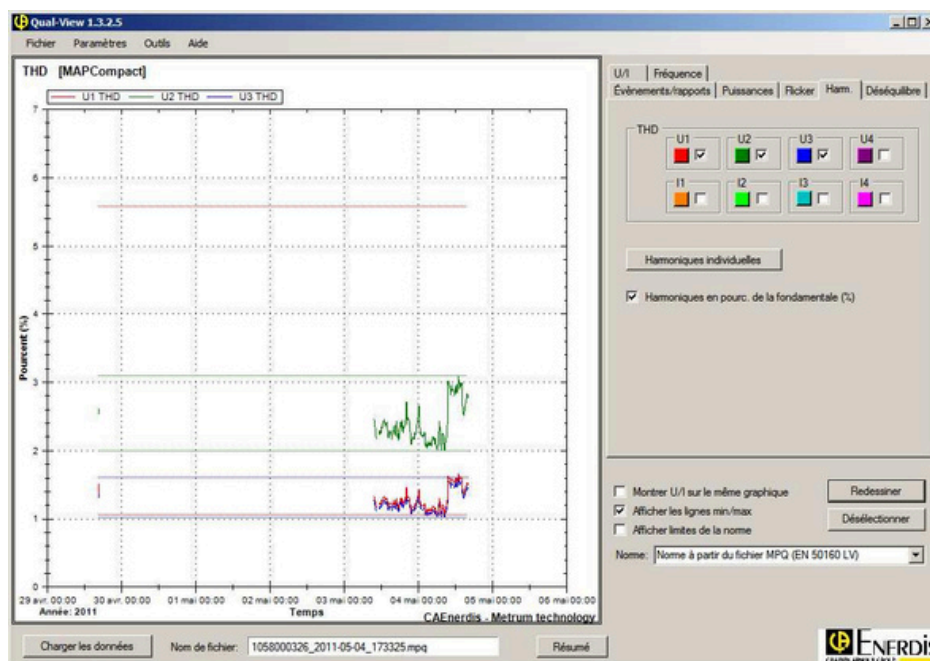 Qual-View 1.3.2.5
Fichier Paramètres Outils Aide
THD [MAPCompact]
U1 THD U2 THD U3 THD
7
6
5
4
3
2
1
0
Pourcent (%)
29 avr. 00:00 30 avr. 00:00 01 mai 00:00 02 mai 00:00 03 mai 00:00 04 mai 00:00 05 mai 00:00 06 mai 00:00
Année: 2011 Temps CAEnerdis - Metrum technology
U/I Fréquence
Évènements/rapports Puissances Flicker Harm. Déséquilibre
THD
U1 U2 U3 U4
I1 I2 I3 I4
Harmoniques individuelles
Harmoniques en pourc. de la fondamentale (%)
Montrer U/I sur le même graphique
Redessiner
Afficher les lignes min/max
Afficher limites de la norme
Désélectionner
Norme: Norme à partir du fichier MPQ (EN 50160 LV)
Charger les données Nom de fichier: 1058000326_2011-05-04_173325.mpq Résumé
ENERDIS